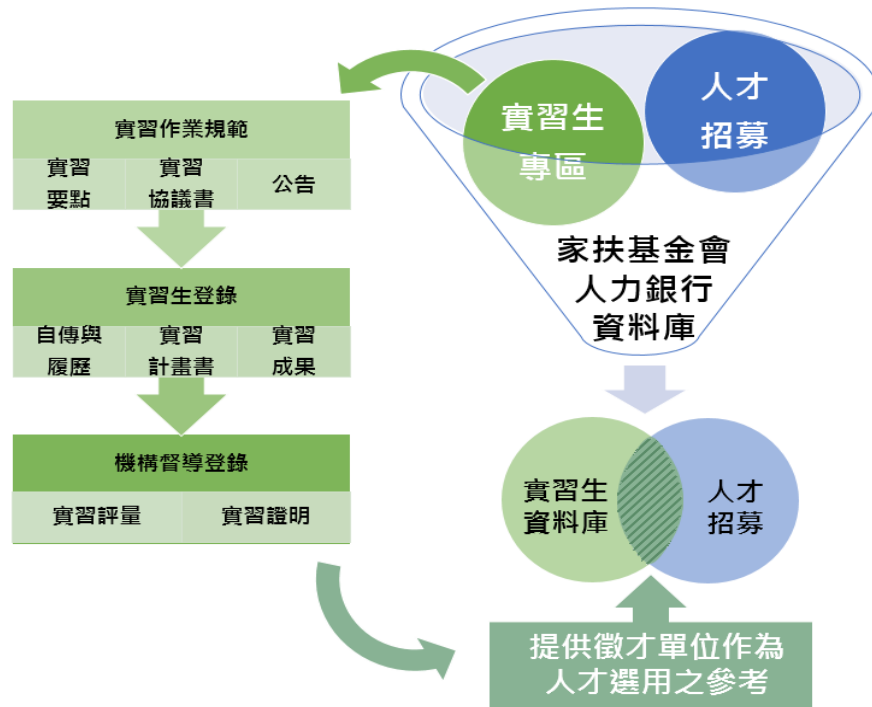 實習作業規範
實習
要點
實習
協議書
公告
實習生登錄
自傳與
履歷
實習
計畫書
實習
成果
機構督導登錄
實習評量
實習證明
實習生
專區
人才
招募
家扶基金會
人力銀行
資料庫
實習生
資料庫
人才
招募
提供徵才單位作為
人才選用之參考